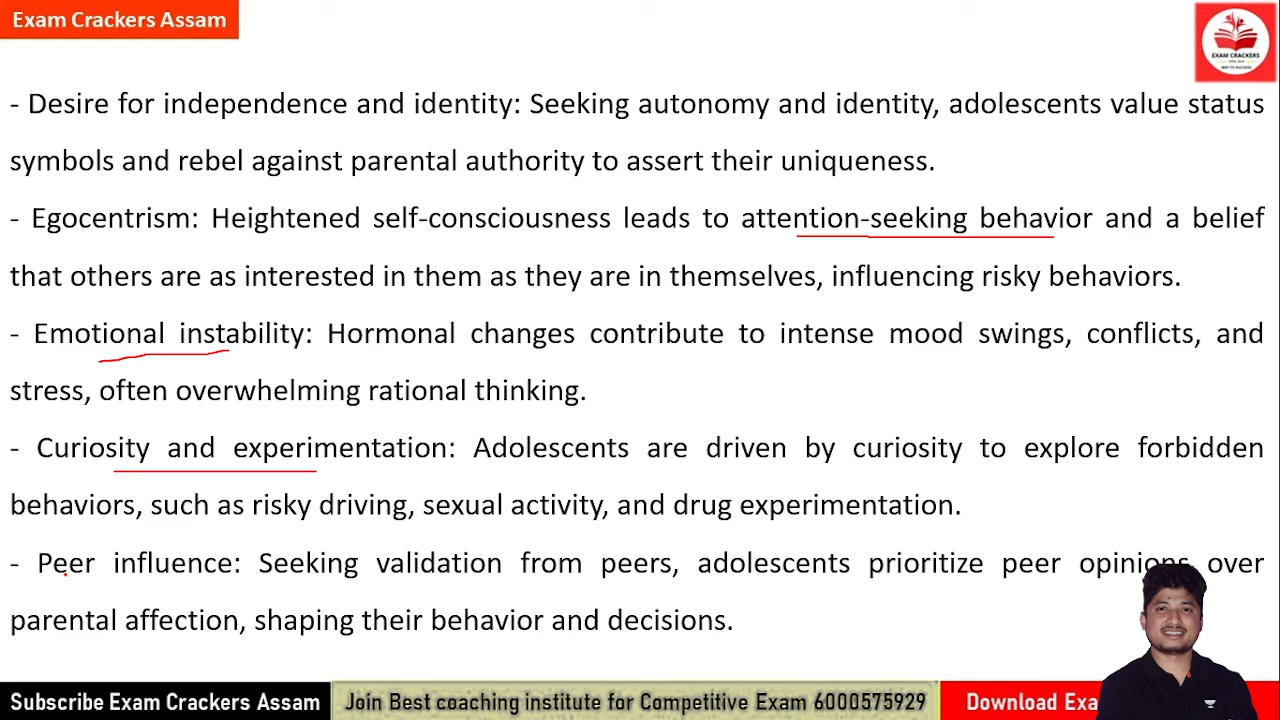 Exam Crackers Assam
EXAM CRACKERS
WAY TO SUCCESS
- Desire for independence and identity: Seeking autonomy and identity, adolescents value status
symbols and rebel against parental authority to assert their uniqueness.
- Egocentrism: Heightened self-consciousness leads to attention-seeking behavior and a belief
that others are as interested in them as they are in themselves, influencing risky behaviors.
- Emotional instability: Hormonal changes contribute to intense mood swings, conflicts, and
stress, often overwhelming rational thinking.
- Curiosity and experimentation: Adolescents are driven by curiosity to explore forbidden
behaviors, such as risky driving, sexual activity, and drug experimentation.
- Peer influence: Seeking validation from peers, adolescents prioritize peer opinions over
parental affection, shaping their behavior and decisions.
Subscribe Exam Crackers Assam
Join Best coaching institute for Competitive Exam 6000575929
Download Exa